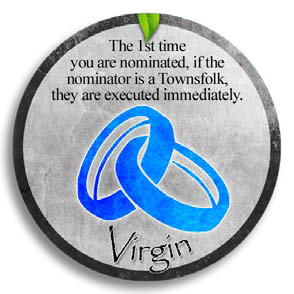 The 1st time
you are nominated, if the
nominator is a Townsfolk,
they are executed immediately.
Virgin